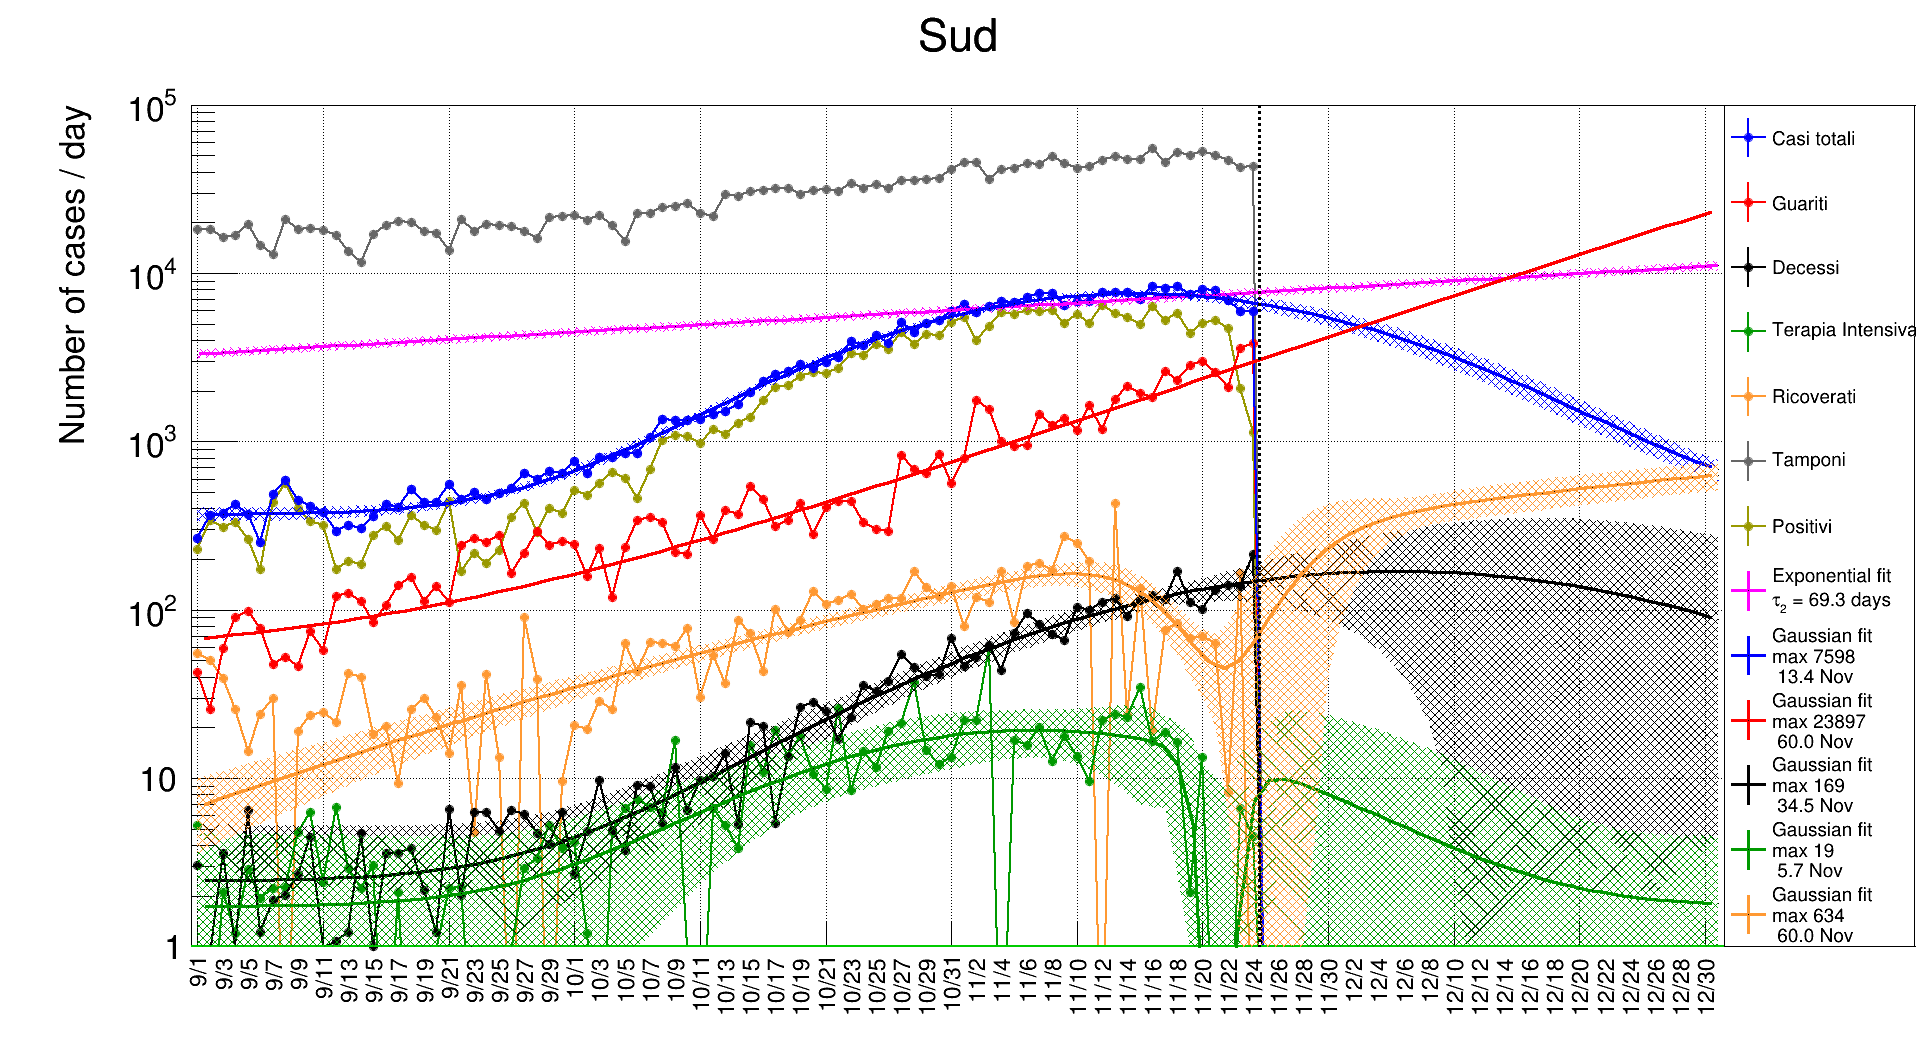 Sud
Number of cases / day
10^5
10^4
10^3
10^2
10
1
9/1 9/3 9/5 9/7 9/9 9/11 9/13 9/15 9/17 9/19 9/21 9/23 9/25 9/27 9/29 10/1 10/3 10/5 10/7 10/9 10/11 10/13 10/15 10/17 10/19 10/21 10/23 10/25 10/27 10/29 10/31 11/2 11/4 11/6 11/8 11/10 11/12 11/14 11/16 11/18 11/20 11/22 11/24 11/26 11/28 11/30 12/2 12/4 12/6 12/8 12/10 12/12 12/14 12/16 12/18 12/20 12/22 12/24 12/26 12/28 12/30
Casi totali
Guariti
Decessi
Terapia Intensiva
Ricoverati
Tamponi
Positivi
Exponential fit
τ₂ = 69.3 days
Gaussian fit
max 7598
13.4 Nov
Gaussian fit
max 23897
60.0 Nov
Gaussian fit
max 169
34.5 Nov
Gaussian fit
max 19
5.7 Nov
Gaussian fit
max 634
60.0 Nov